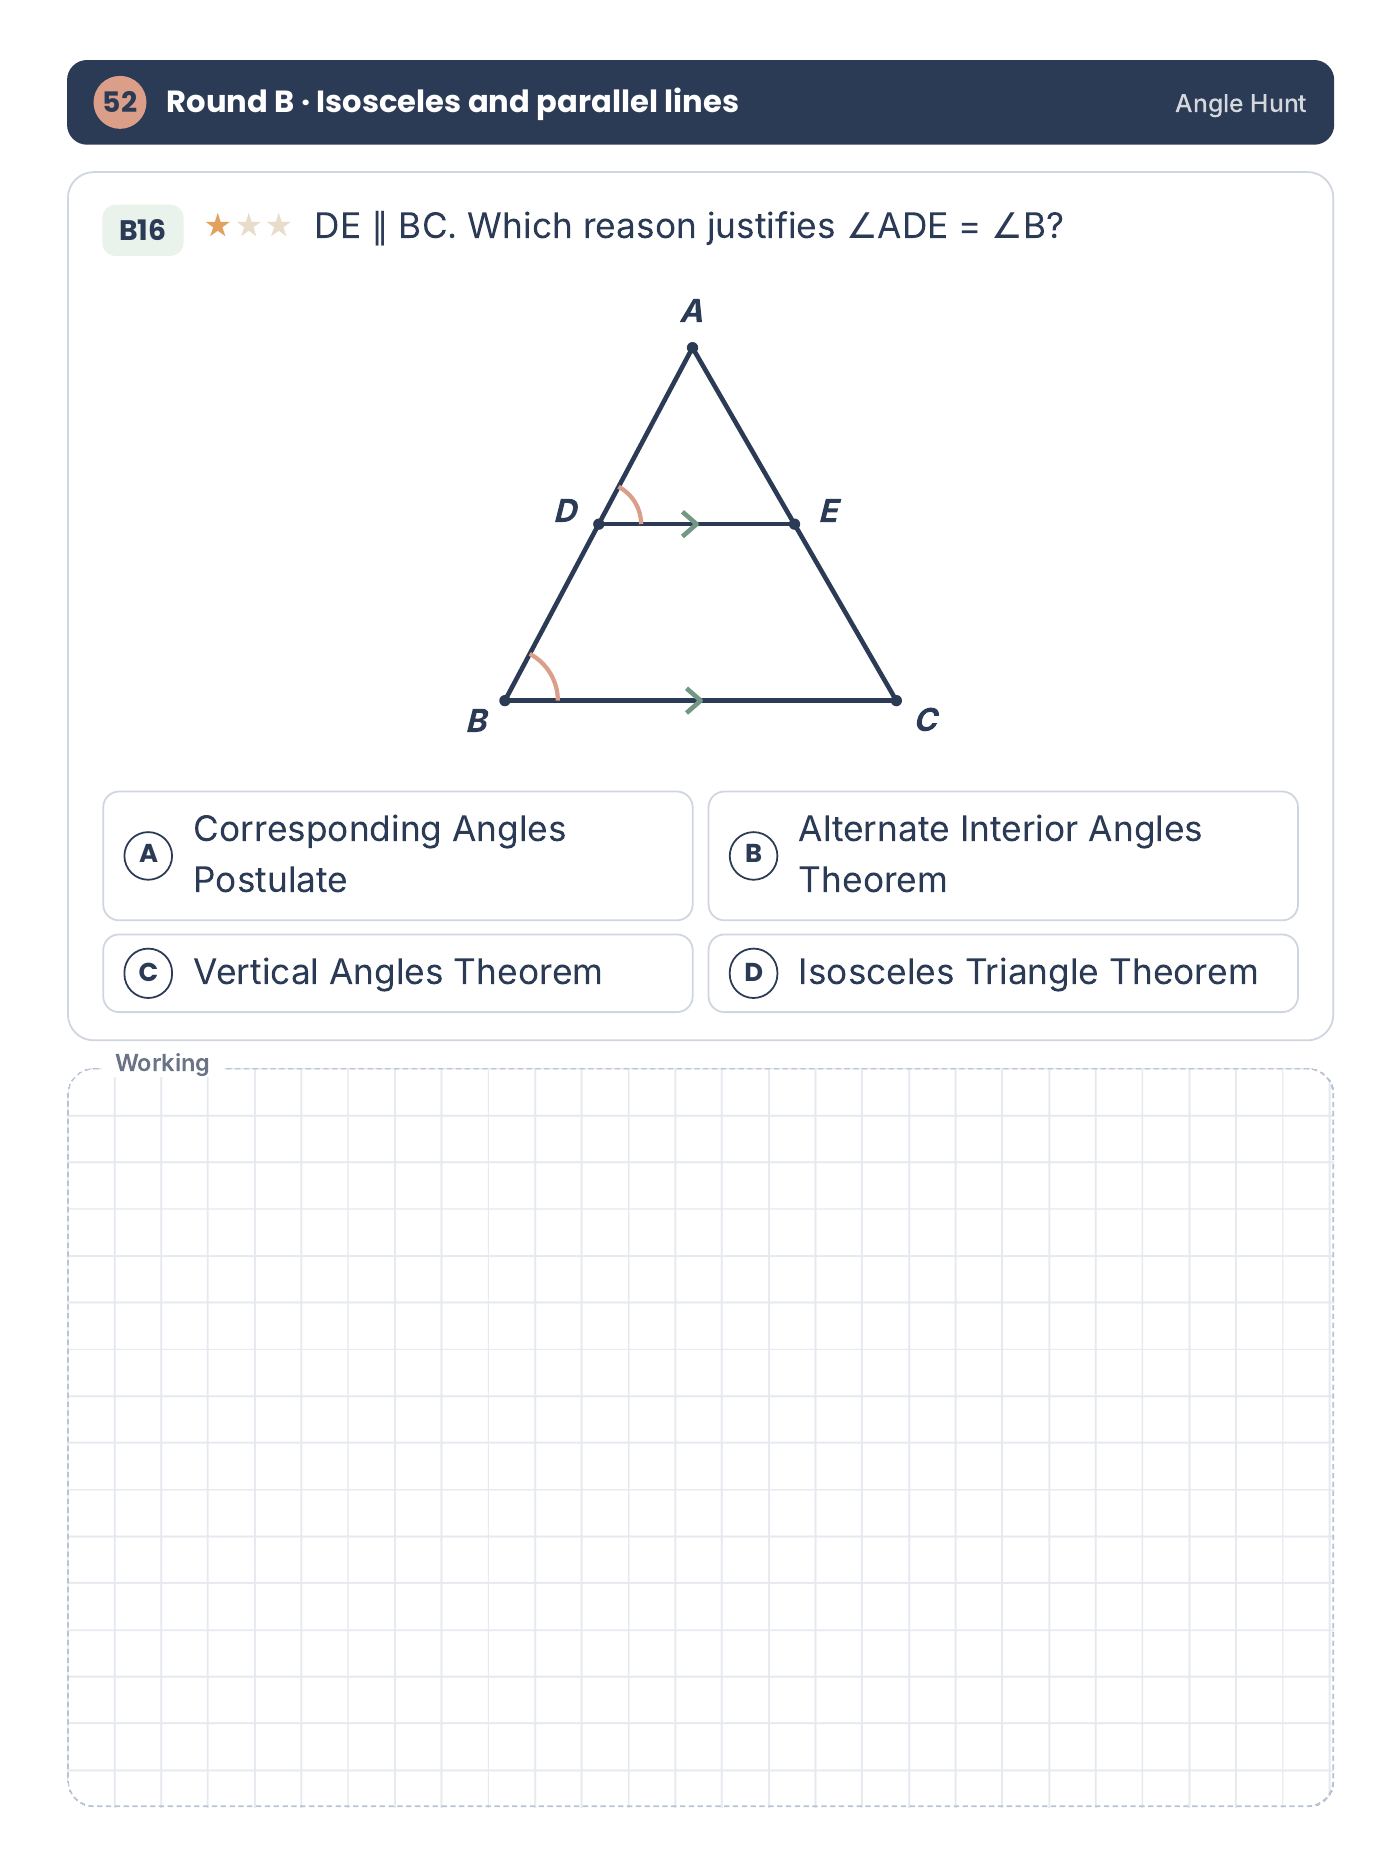 52 Round B · Isosceles and parallel lines Angle Hunt
B16 ★★★ DE ∥ BC. Which reason justifies ∠ADE = ∠B?
A
D
E
B
C
A Corresponding Angles
Postulate
B Alternate Interior Angles
Theorem
C Vertical Angles Theorem
D Isosceles Triangle Theorem
Working